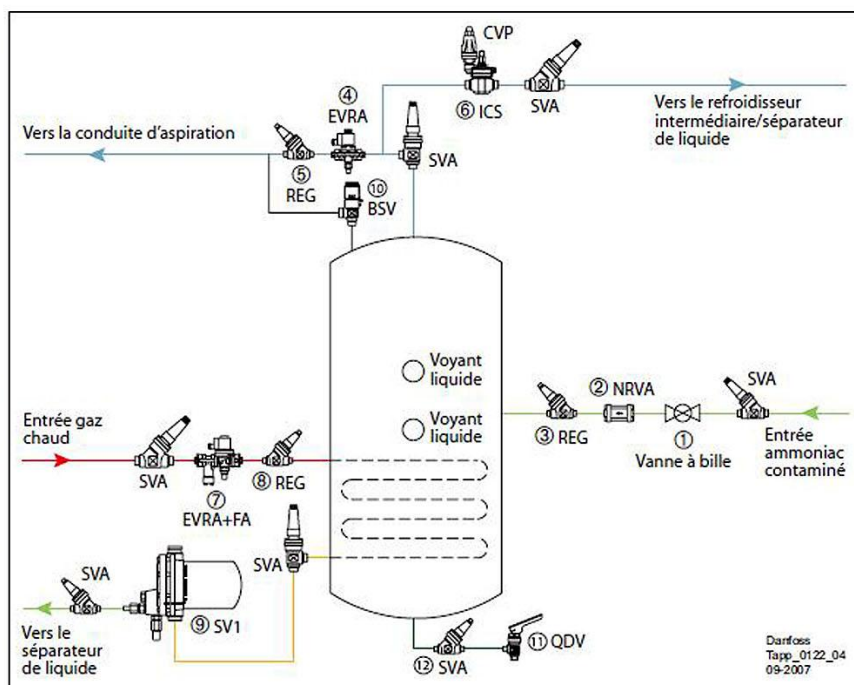 CVP
④
EVRA
⑥ ICS
SVA
Vers le refroidisseur
intermédiaire/séparateur
de liquide
Vers la conduite d'aspiration
SVA
⑤
REG
⑩
BSV
Voyant
liquide
Voyant
liquide
② NRVA
SVA
③ REG
①
Vanne à bille
Entrée
ammoniac
contaminé
Entrée gaz
chaud
SVA
⑧ REG
⑦
EVRA+FA
SVA
SVA
⑨ SV1
Vers le
séparateur
de liquide
⑫ SVA
⑪ QDV
Danfoss
Tapp_0122_04
09-2007